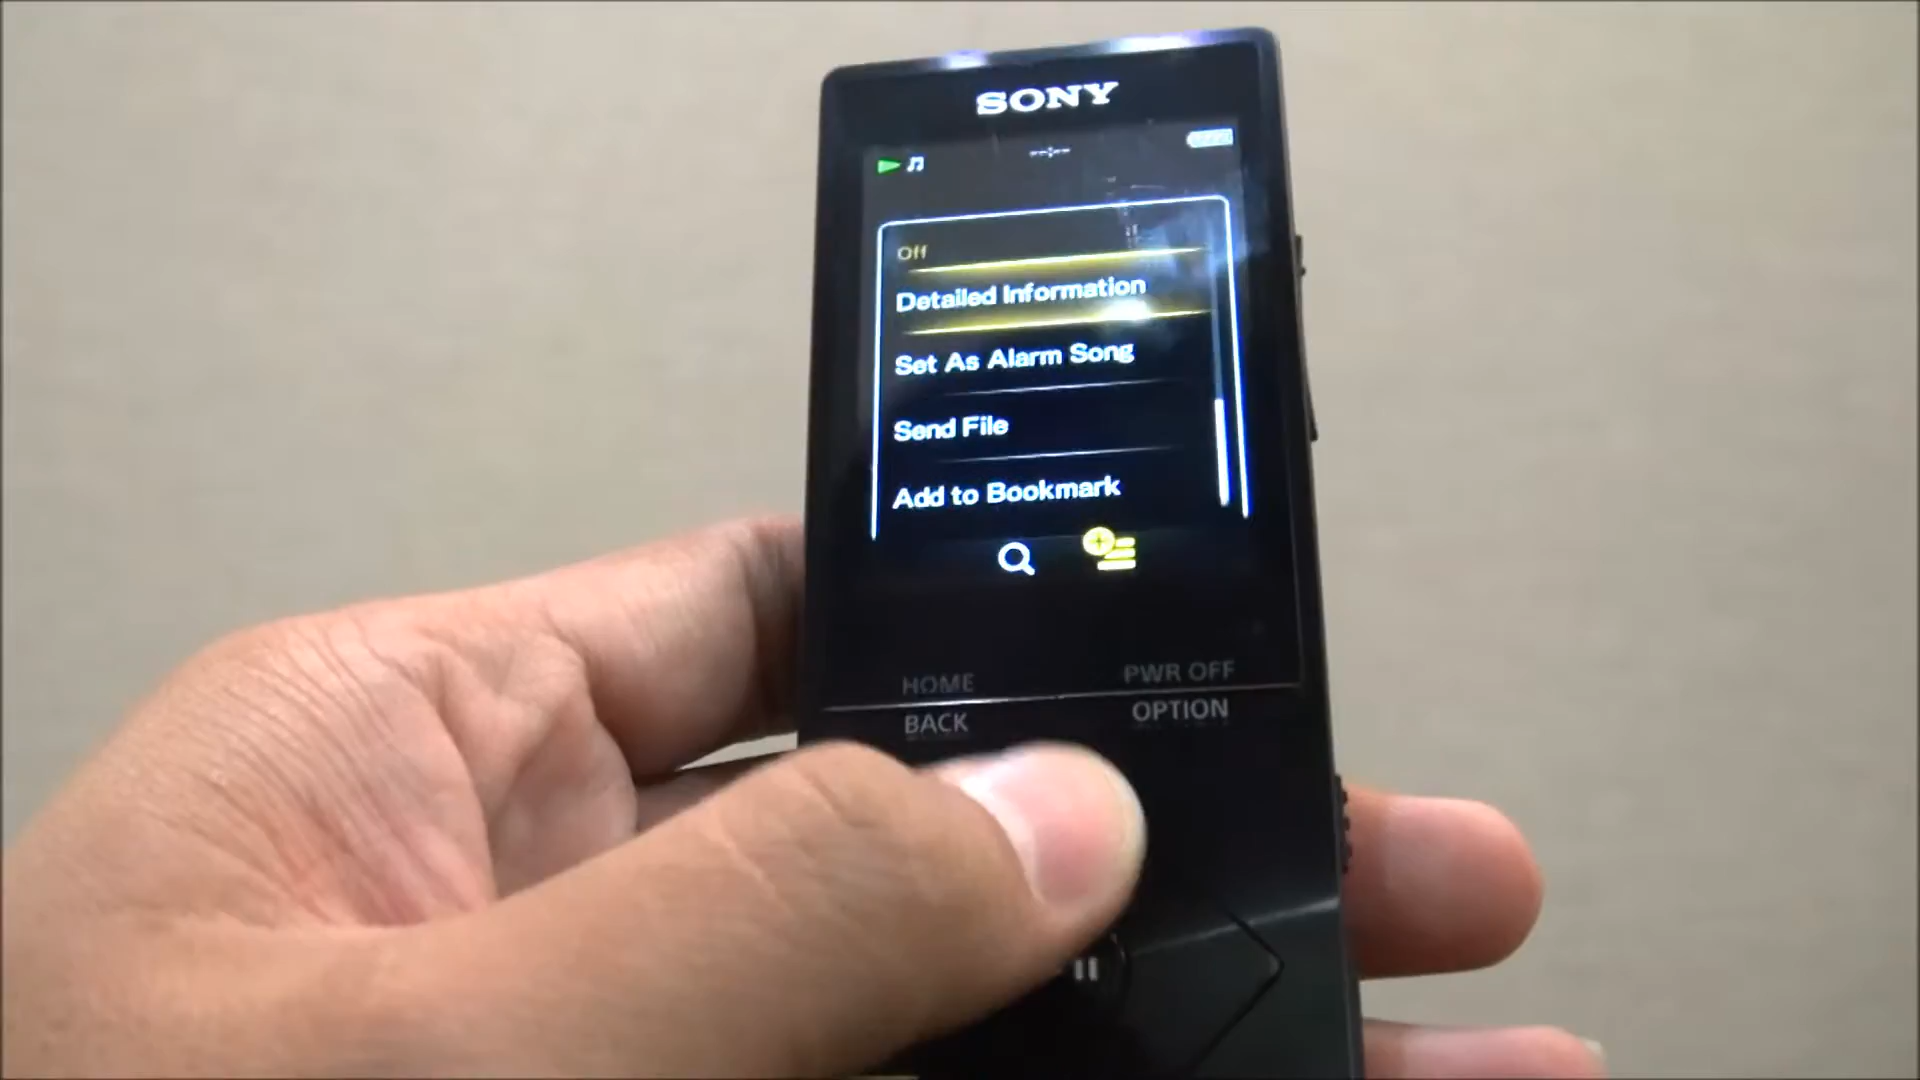 SONY
--:--
Off
Detailed Information
Set As Alarm Song
Send File
Add to Bookmark
HOME
PWR OFF
BACK
OPTION